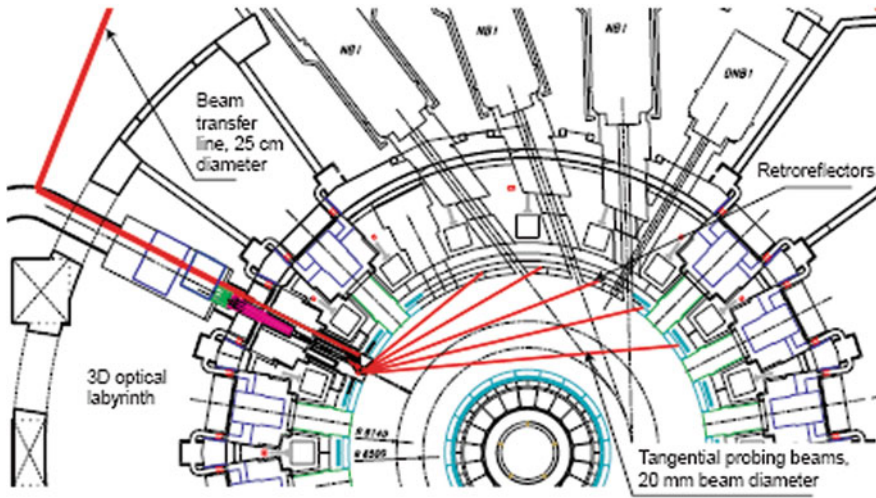 NBI
NBI
NBI
DNBI
Beam
transfer
line, 25 cm
diameter
Retroreflectors
3D optical
labyrinth
Tangential probing beams,
20 mm beam diameter